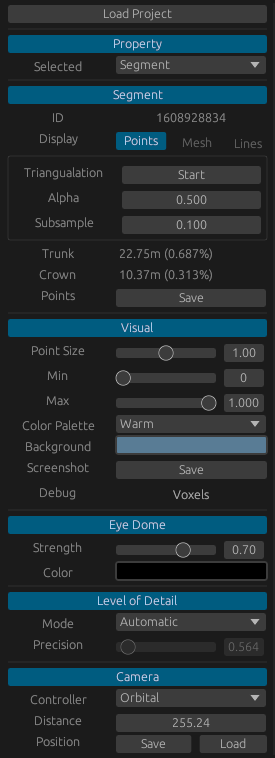 Load Project
Property
Selected Segment
Segment
ID 1608928834
Display Points Mesh Lines
Triangualation Start
Alpha 0.500
Subsample 0.100
Trunk 22.75m (0.687%)
Crown 10.37m (0.313%)
Points Save
Visual
Point Size 1.00
Min 0
Max 1.000
Color Palette Warm
Background
Screenshot Save
Debug Voxels
Eye Dome
Strength 0.70
Color
Level of Detail
Mode Automatic
Precision 0.564
Camera
Controller Orbital
Distance 255.24
Position Save Load